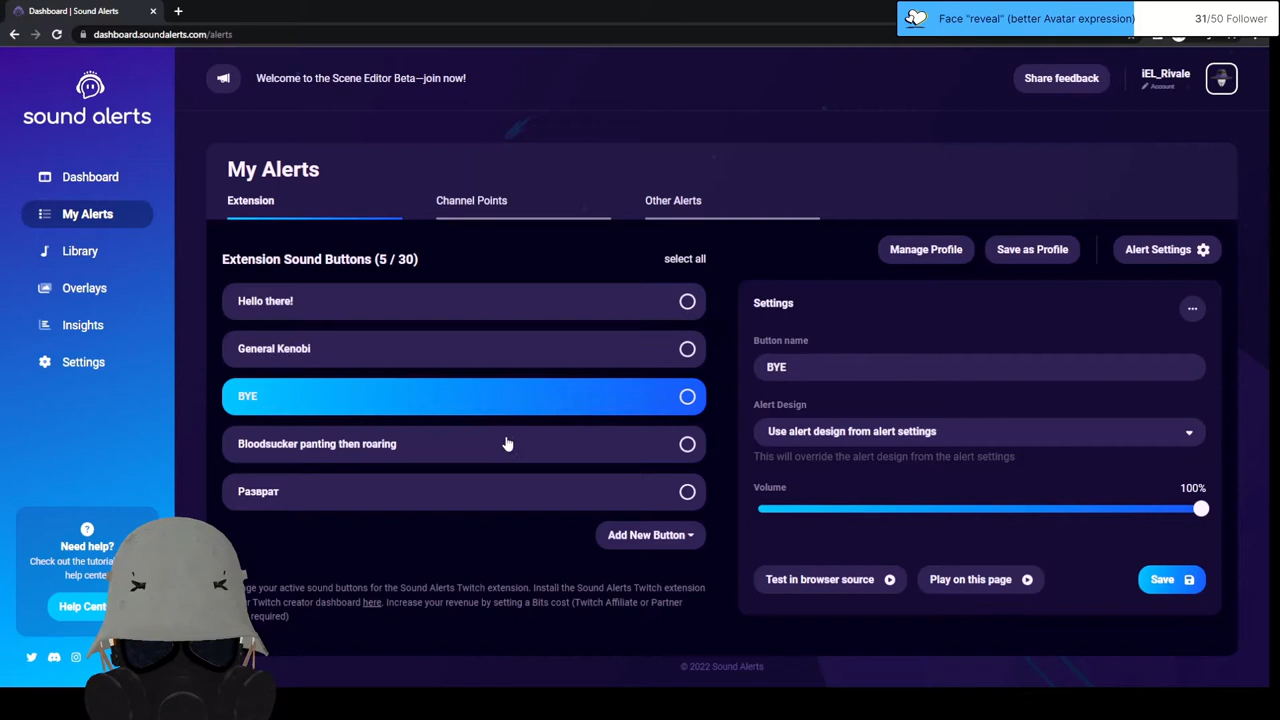 Dashboard | Sound Alerts
Face "reveal" (better Avatar expression)
31/50 Follower
dashboard.soundalerts.com/alerts
sound alerts
Welcome to the Scene Editor Beta—join now!
Share feedback
iEL_Rivale
Account
Dashboard
My Alerts
Library
Overlays
Insights
Settings
My Alerts
Extension
Channel Points
Other Alerts
Extension Sound Buttons (5 / 30)
select all
Manage Profile
Save as Profile
Alert Settings
Hello there!
General Kenobi
BYE
Bloodsucker panting then roaring
Разврат
Add New Button
Settings
Button name
BYE
Alert Design
Use alert design from alert settings
This will override the alert design from the alert settings
Volume
100%
Test in browser source
Play on this page
Save
Need help?
Check out the tutorial
help cente
Help Cent
ge your active sound buttons for the Sound Alerts Twitch extension. Install the Sound Alerts Twitch extension
r Twitch creator dashboard here. Increase your revenue by setting a Bits cost (Twitch Affiliate or Partner
required)
© 2022 Sound Alerts